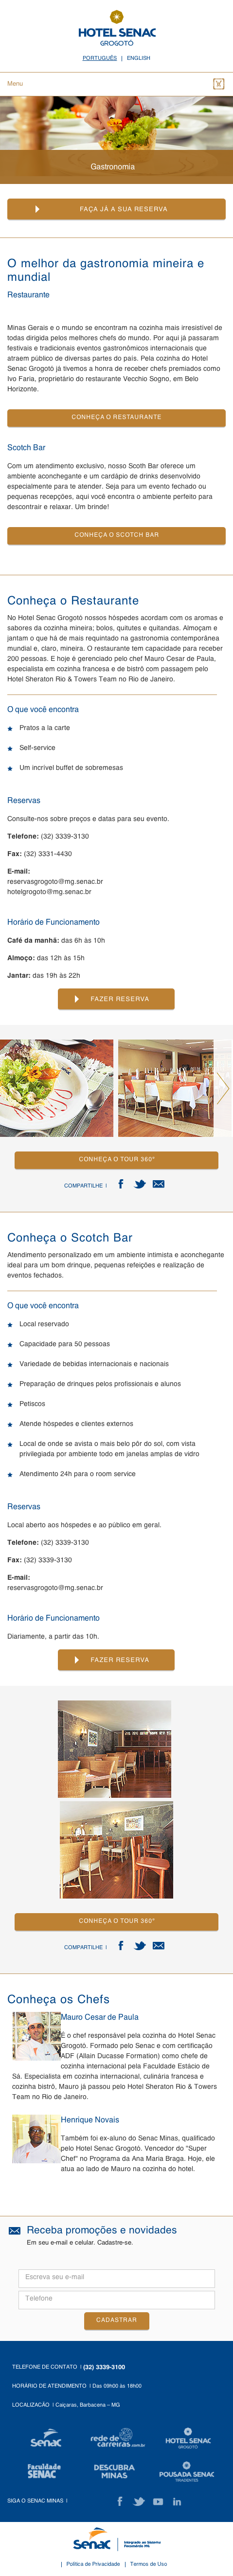 HOTEL SENAC
GROGOTÓ
PORTUGUÊS | ENGLISH
Menu
Gastronomia
FAÇA JÁ A SUA RESERVA
O melhor da gastronomia mineira e
mundial
Restaurante
Minas Gerais e o mundo se encontram na cozinha mais irresistível de
todas dirigida pelos melhores chefs do mundo. Por aqui já passaram
festivais e tradicionais eventos gastronômicos internacionais que
atraem público de diversas partes do país. Pela cozinha do Hotel
Senac Grogotó já tivemos a honra de receber chefs premiados como
Ivo Faria, proprietário do restaurante Vecchio Sogno, em Belo
Horizonte.
CONHEÇA O RESTAURANTE
Scotch Bar
Com um atendimento exclusivo, nosso Scoth Bar oferece um
ambiente aconchegante e um cardápio de drinks desenvolvido
especialmente para te atender. Seja para um evento fechado ou
pequenas recepções, aqui você encontra o ambiente perfeito para
descontrair e relaxar. Um brinde!
CONHEÇA O SCOTCH BAR
Conheça o Restaurante
No Hotel Senac Grogotó nossos hóspedes acordam com os aromas e
sabores da cozinha mineira; bolos, quitutes e quitandas. Almoçam e
jantam o que há de mais requintado na gastronomia contemporânea
mundial e, claro, mineira. O restaurante tem capacidade para receber
200 pessoas. E hoje é gerenciado pelo chef Mauro Cesar de Paula,
especialista na cozinha francesa e bistrô com passagem pelo
Hotel Sheraton Rio & Towers Team no Rio de Janeiro.
O que você encontra
Pratos a la carte
Self-service
Um incrível buffet de sobremesas
Reservas
Consulte-nos sobre preços e datas para seu evento.
Telefone: (32) 3339-3130
Fax: (32) 3331-4430
E-mail:
reservasgrogoto@mg.senac.br
hotelgrogoto@mg.senac.br
Horário de Funcionamento
Café da manhã: das 6h às 10h
Almoço: das 12h às 15h
Jantar: das 19h às 22h
FAZER RESERVA
CONHEÇA O TOUR 360°
COMPARTILHE |
Conheça o Scotch Bar
Atendimento personalizado em um ambiente intimista e aconchegante
ideal para um bom drinque, pequenas refeições e realização de
eventos fechados.
O que você encontra
Local reservado
Capacidade para 50 pessoas
Variedade de bebidas internacionais e nacionais
Preparação de drinques pelos profissionais e alunos
Petiscos
Atende hóspedes e clientes externos
Local de onde se avista o mais belo pôr do sol, com vista
privilegiada por ambiente todo em janelas amplas de vidro
Atendimento 24h para o room service
Reservas
Local aberto aos hóspedes e ao público em geral.
Telefone: (32) 3339-3130
Fax: (32) 3339-3130
E-mail:
reservasgrogoto@mg.senac.br
Horário de Funcionamento
Diariamente, a partir das 10h.
FAZER RESERVA
CONHEÇA O TOUR 360°
COMPARTILHE |
Conheça os Chefs
Mauro Cesar de Paula
É o chef responsável pela cozinha do Hotel Senac
Grogotó. Formado pelo Senac e com certificação
ADF (Allain Ducasse Formation) como chefe de
cozinha internacional pela Faculdade Estácio de
Sá. Especialista em cozinha internacional, culinária francesa e
cozinha bistrô, Mauro já passou pelo Hotel Sheraton Rio & Towers
Team no Rio de Janeiro.
Henrique Novais
Também foi ex-aluno do Senac Minas, qualificado
pelo Hotel Senac Grogotó. Vencedor do "Super
Chef" no Programa da Ana Maria Braga. Hoje, ele
atua ao lado de Mauro na cozinha do hotel.
Receba promoções e novidades
Em seu e-mail e celular. Cadastre-se.
Escreva seu e-mail
Telefone
CADASTRAR
TELEFONE DE CONTATO | (32) 3339-3100
HORÁRIO DE ATENDIMENTO | Das 09h00 às 18h00
LOCALIZACÃO | Caiçaras, Barbacena – MG
Senac
rede de carreiras.com.br
HOTEL SENAC
GROGOTÓ
Faculdade
SENAC
DESCUBRA
MINAS
POUSADA SENAC
TIRADENTES
SIGA O SENAC MINAS |
Senac
| Política de Privacidade | Termos de Uso